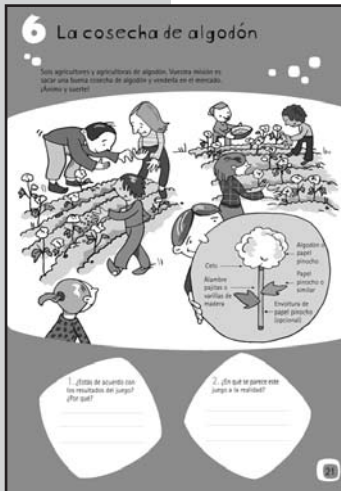 6 La cosecha de algodón
Sois agricultores y agricultoras de algodón. Vuestra misión es
sacar una buena cosecha de algodón y venderla en el mercado.
¡Ánimo y suerte!
Algodón o
papel
pinocho
Celo
Alambre
pajitas o
varillas de
madera
Papel
pinocho o
similar
Envoltura de
papel pinocho
(opcional)
1. ¿Estás de acuerdo con
los resultados del juego?
¿Por qué?
2. ¿En qué se parece este
juego a la realidad?
21